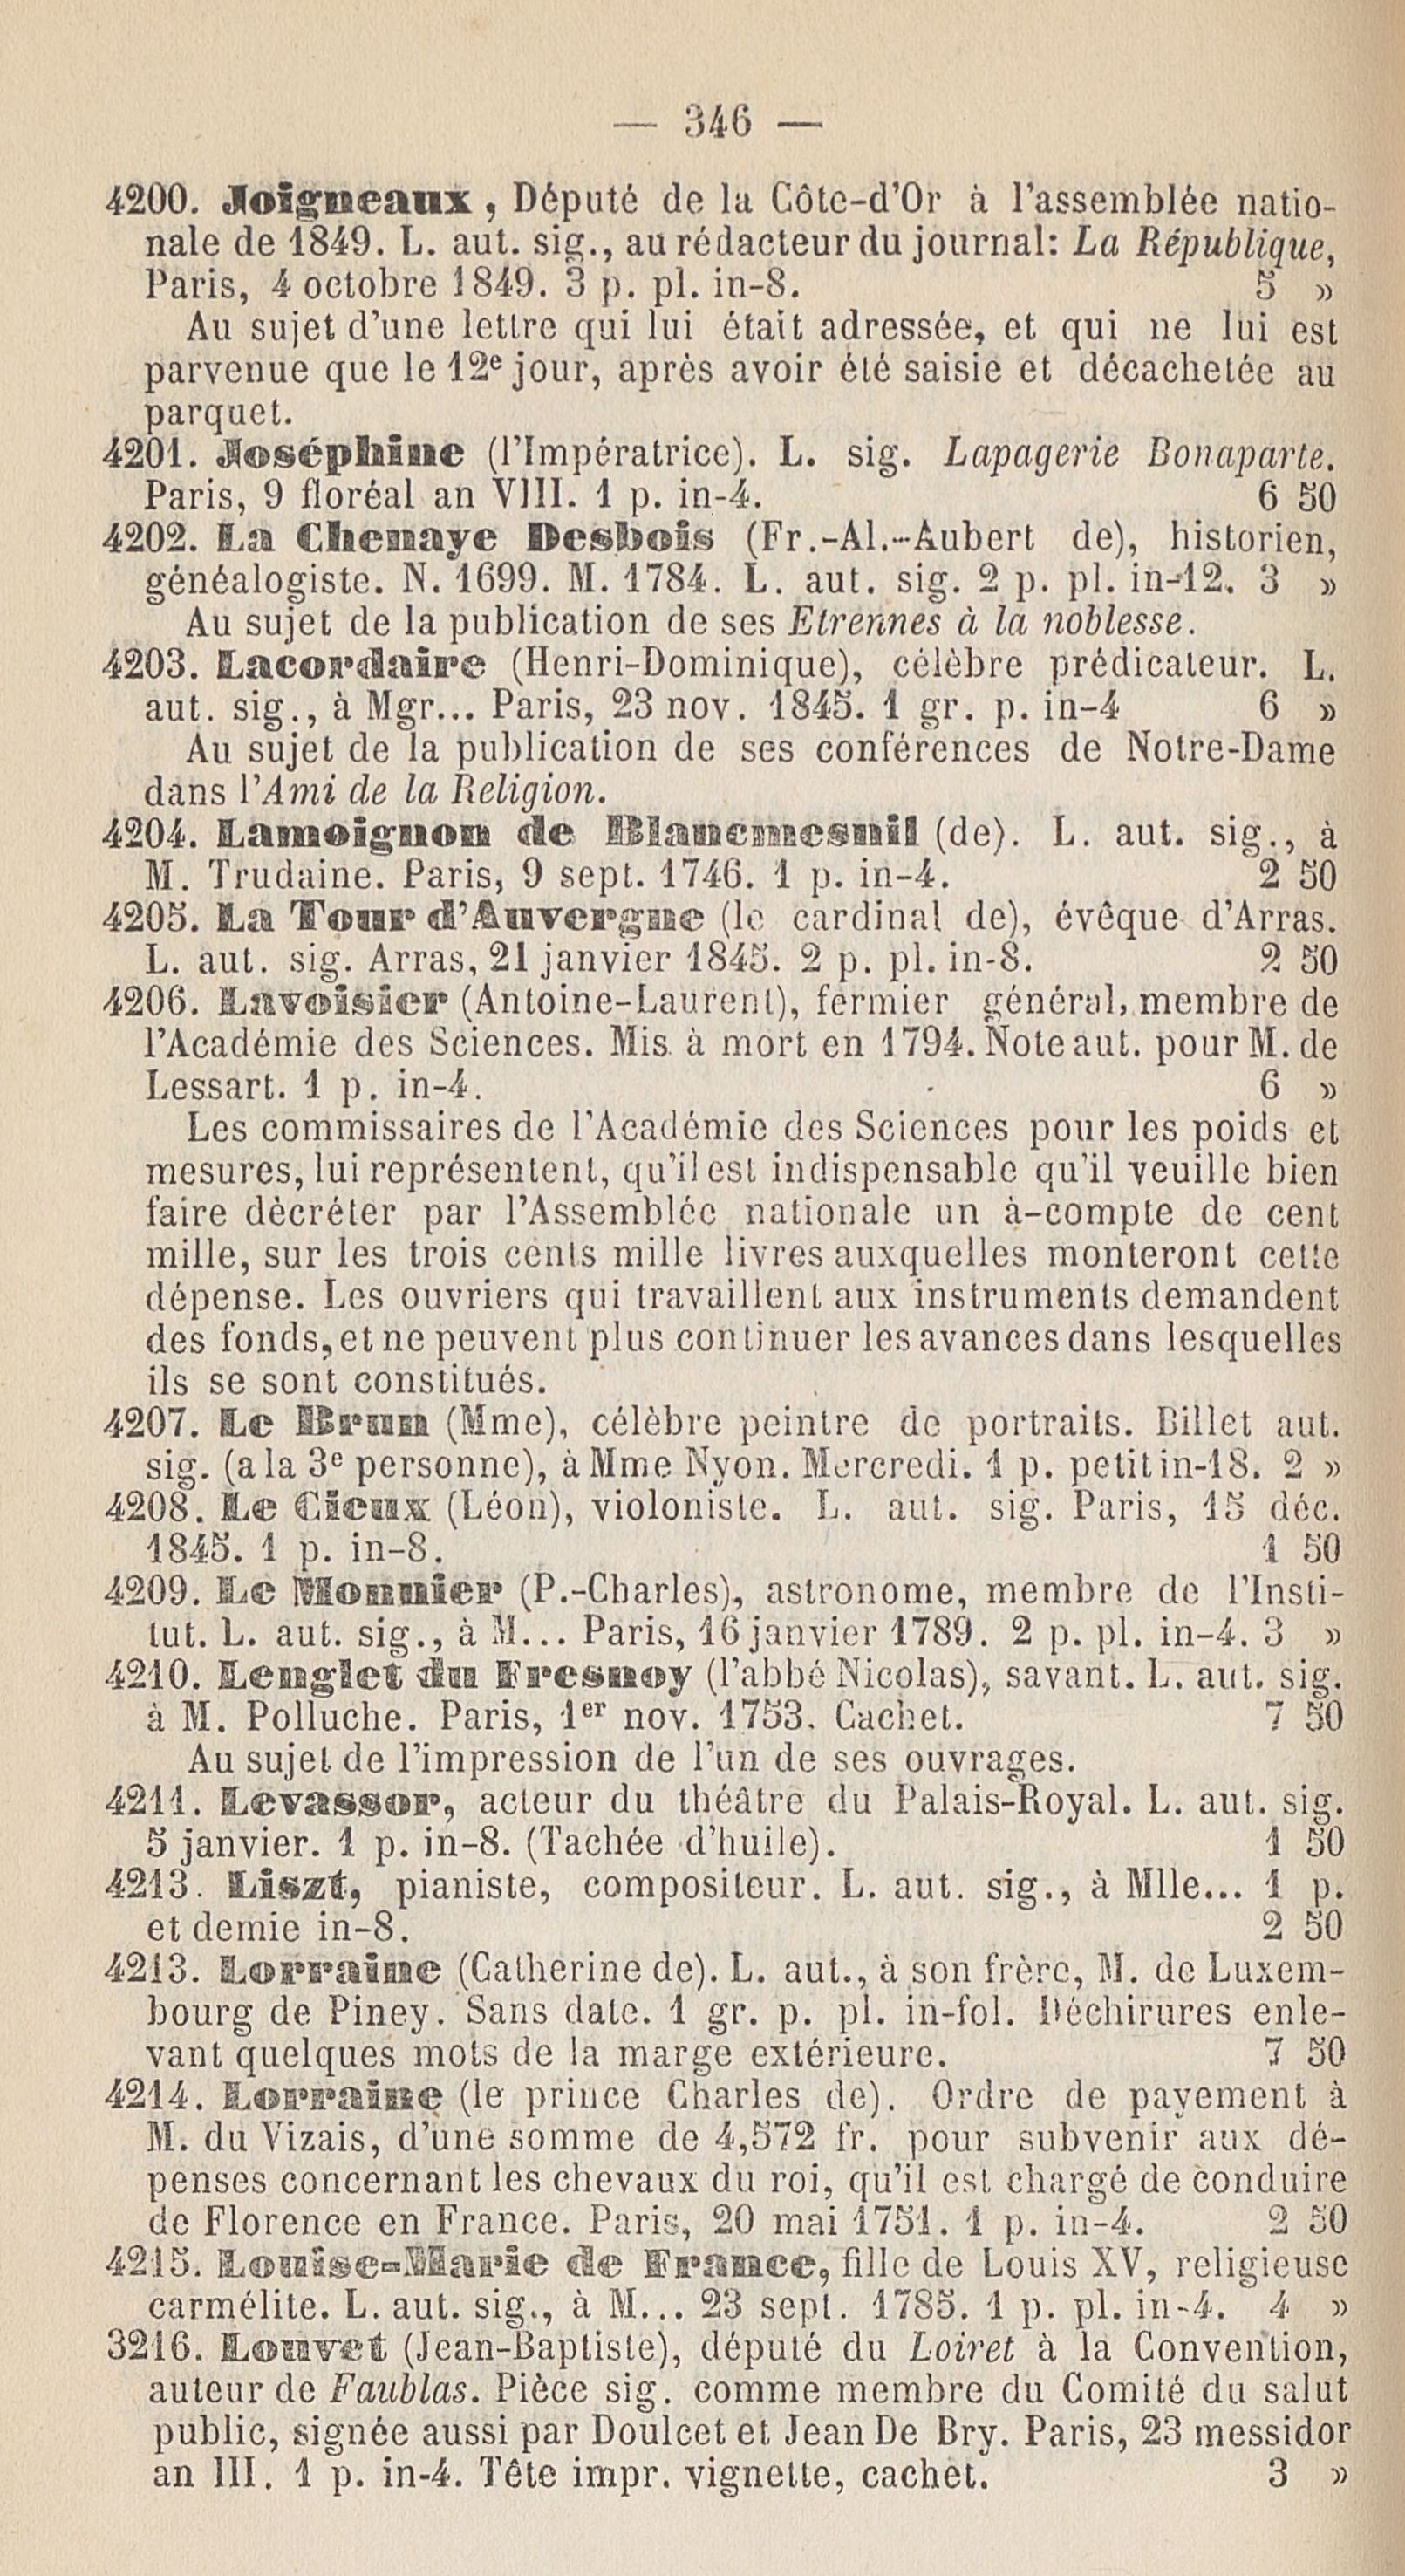 — 346 —
4200. Joigneaux, Député de la Côte-d'Or à l'assemblée natio-
nale de 1849. L. aut. sig., au rédacteur du journal: La République,
Paris, 4 octobre 1849. 3 p. pl. in-8. 5 »
Au sujet d'une lettre qui lui était adressée, et qui ne lui est
parvenue que le 12e jour, après avoir été saisie et décachetée au
parquet.
4201. Joséphine (l'Impératrice). L. sig. Lapagerie Bonaparte.
Paris, 9 floréal an VIII. 1 p. in-4. 6 50
4202. La Chenaye Desbois (Fr.-Al.-Aubert de), historien,
généalogiste. N. 1699. M. 1784. L. aut. sig. 2 p. pl. in-12. 3 »
Au sujet de la publication de ses Etrennes à la noblesse.
4203. Lacordaire (Henri-Dominique), célèbre prédicateur. L.
aut. sig., à Mgr... Paris, 23 nov. 1845. 1 gr. p. in-4 6 »
Au sujet de la publication de ses conférences de Notre-Dame
dans l'Ami de la Religion.
4204. Lamoignon de Blancmesnil (de). L. aut. sig., à
M. Trudaine. Paris, 9 sept. 1746. 1 p. in-4. 2 50
4205. La Tour d'Auvergne (le cardinal de), évêque d'Arras.
L. aut. sig. Arras, 21 janvier 1845. 2 p. pl. in-8. 2 50
4206. Lavoisier (Antoine-Laurent), fermier général, membre de
l'Académie des Sciences. Mis à mort en 1794. Note aut. pour M. de
Lessart. 1 p. in-4. 6 »
Les commissaires de l'Académie des Sciences pour les poids et
mesures, lui représentent, qu'il est indispensable qu'il veuille bien
faire dècréter par l'Assemblée nationale un à-compte de cent
mille, sur les trois cents mille livres auxquelles monteront cette
dépense. Les ouvriers qui travaillent aux instruments demandent
des fonds, et ne peuvent plus continuer les avances dans lesquelles
ils se sont constitués.
4207. Le Brun (Mme), célèbre peintre de portraits. Billet aut.
sig. (a la 3e personne), à Mme Nyon. Mercredi. 1 p. petit in-18. 2 »
4208. Le Cieux (Léon), violoniste. L. aut. sig. Paris, 15 déc.
1845. 1 p. in-8. 1 50
4209. Le Monnier (P.-Charles), astronome, membre de l'Insti-
tut. L. aut. sig., à M... Paris, 16 janvier 1789. 2 p. pl. in-4. 3 »
4210. Lenglet du Fresnoy (l'abbé Nicolas), savant. L. aut. sig.
à M. Polluche. Paris, 1er nov. 1753. Cachet. 7 50
Au sujet de l'impression de l'un de ses ouvrages.
4211. Levassor, acteur du théâtre du Palais-Royal. L. aut. sig.
5 janvier. 1 p. in-8. (Tachée d'huile). 1 50
4213. Liszt, pianiste, compositeur. L. aut. sig., à Mlle... 1 p.
et demie in-8. 2 50
4213. Lorraine (Catherine de). L. aut., à son frère, M. de Luxem-
bourg de Piney. Sans date. 1 gr. p. pl. in-fol. Déchirures enle-
vant quelques mots de la marge extérieure. 7 50
4214. Lorraine (le prince Charles de). Ordre de payement à
M. du Vizais, d'une somme de 4,572 fr. pour subvenir aux dé-
penses concernant les chevaux du roi, qu'il est chargé de conduire
de Florence en France. Paris, 20 mai 1751. 1 p. in-4. 2 50
4215. Louise-Marie de France, fille de Louis XV, religieuse
carmélite. L. aut. sig., à M... 23 sept. 1785. 1 p. pl. in-4. 4 »
3216. Louvet (Jean-Baptiste), député du Loiret à la Convention,
auteur de Faublas. Pièce sig. comme membre du Comité du salut
public, signée aussi par Doulcet et Jean De Bry. Paris, 23 messidor
an III. 1 p. in-4. Tête impr. vignette, cachet. 3 »